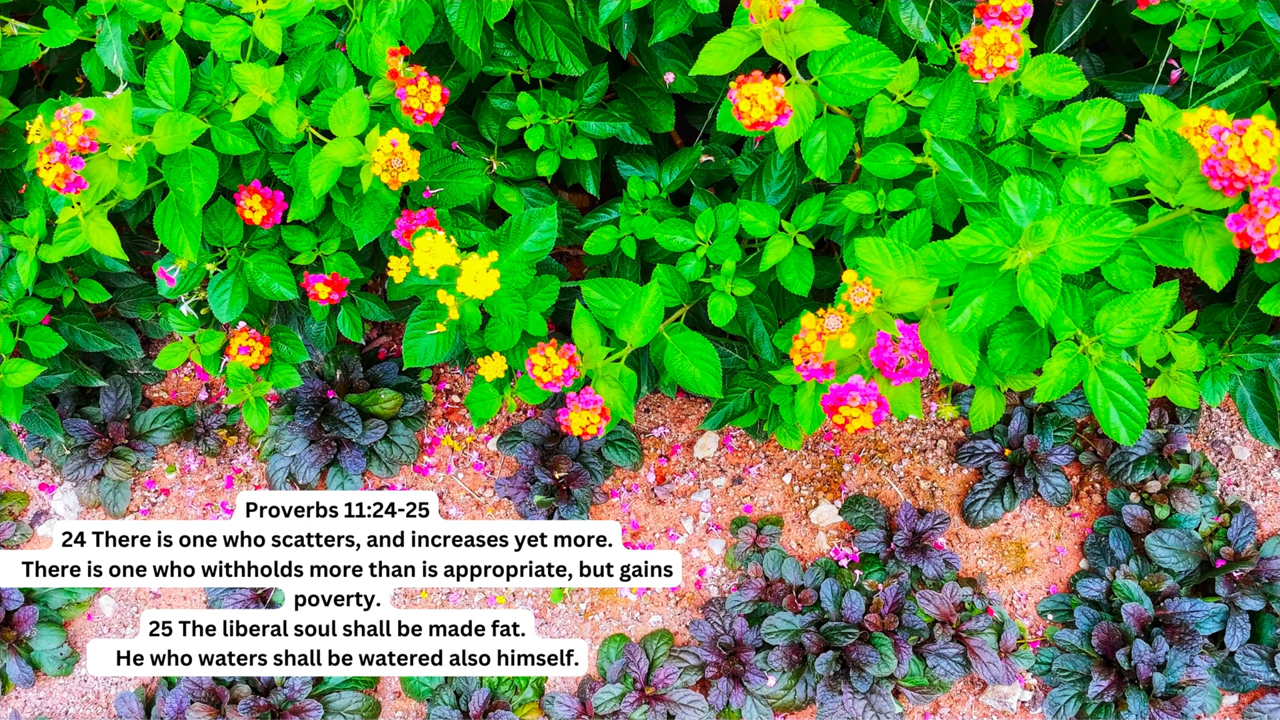 Proverbs 11:24-25
24 There is one who scatters, and increases yet more.
There is one who withholds more than is appropriate, but gains
poverty.
25 The liberal soul shall be made fat.
He who waters shall be watered also himself.